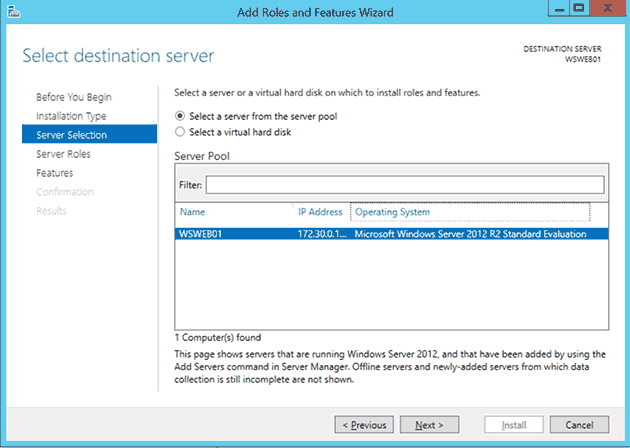 Add Roles and Features Wizard
Select destination server
DESTINATION SERVER
WSWEB01
Before You Begin
Installation Type
Server Selection
Server Roles
Features
Confirmation
Results
Select a server or a virtual hard disk on which to install roles and features.
Select a server from the server pool
Select a virtual hard disk
Server Pool
Filter:
Name IP Address Operating System
WSWEB01 172.30.0.1... Microsoft Windows Server 2012 R2 Standard Evaluation
1 Computer(s) found
This page shows servers that are running Windows Server 2012, and that have been added by using the
Add Servers command in Server Manager. Offline servers and newly-added servers from which data
collection is still incomplete are not shown.
< Previous Next > Install Cancel